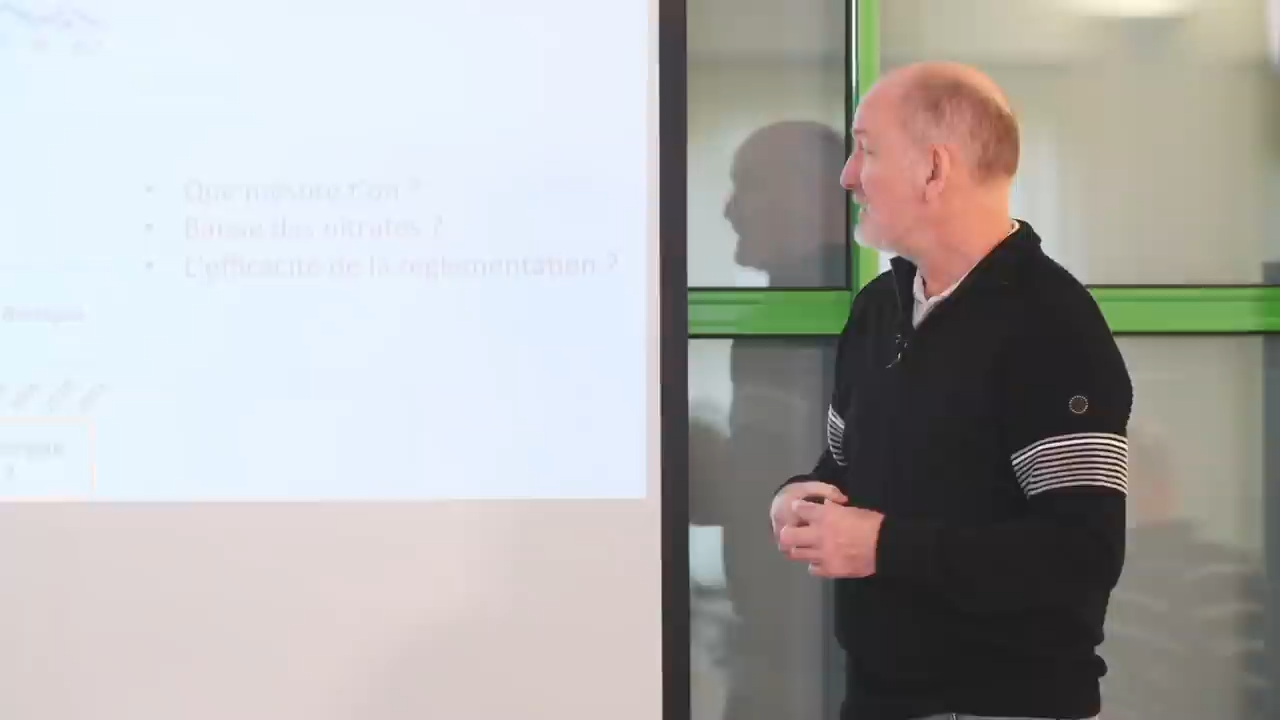 • Que mesure t'on ?
• Baisse des nitrates ?
• L'efficacité de la réglementation ?